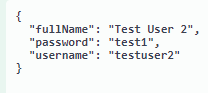 {
  "fullName": "Test User 2",
  "password": "test1",
  "username": "testuser2"
}